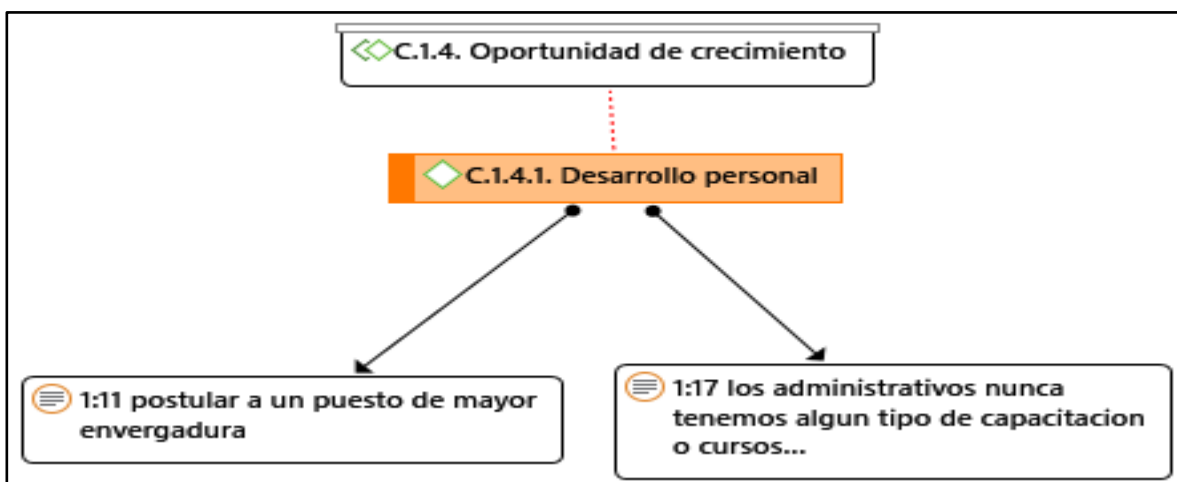 C.1.4. Oportunidad de crecimiento
C.1.4.1. Desarrollo personal
1:11 postular a un puesto de mayor
envergadura
1:17 los administrativos nunca
tenemos algun tipo de capacitacion
o cursos...